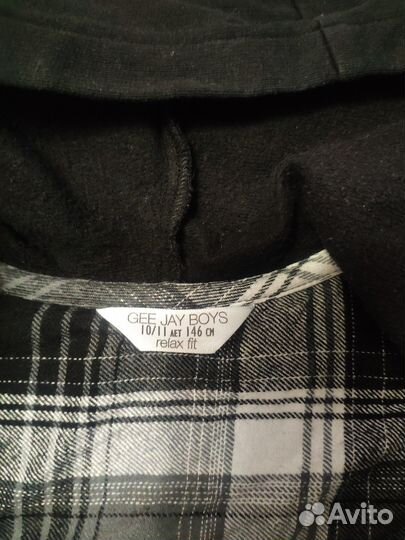 GEE JAY BOYS
10/11 ЛЕТ 146 СМ
relax fit
Avito